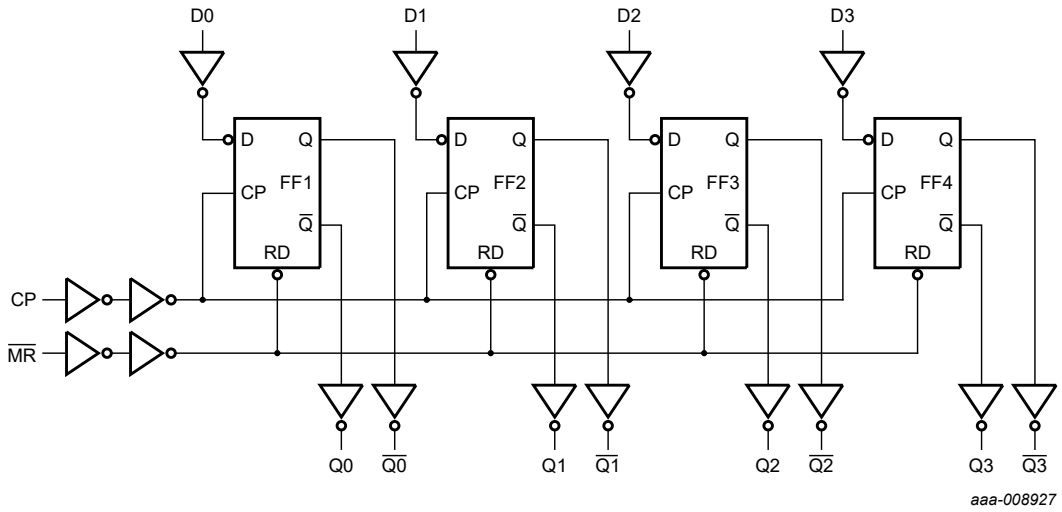 D0 D1 D2 D3
D Q D Q D Q D Q
FF1 FF2 FF3 FF4
CP CP CP CP
Q̅ Q̅ Q̅ Q̅
RD RD RD RD
CP
M̅R̅
Q0 Q̅0̅ Q1 Q̅1̅ Q2 Q̅2̅ Q3 Q̅3̅
aaa-008927